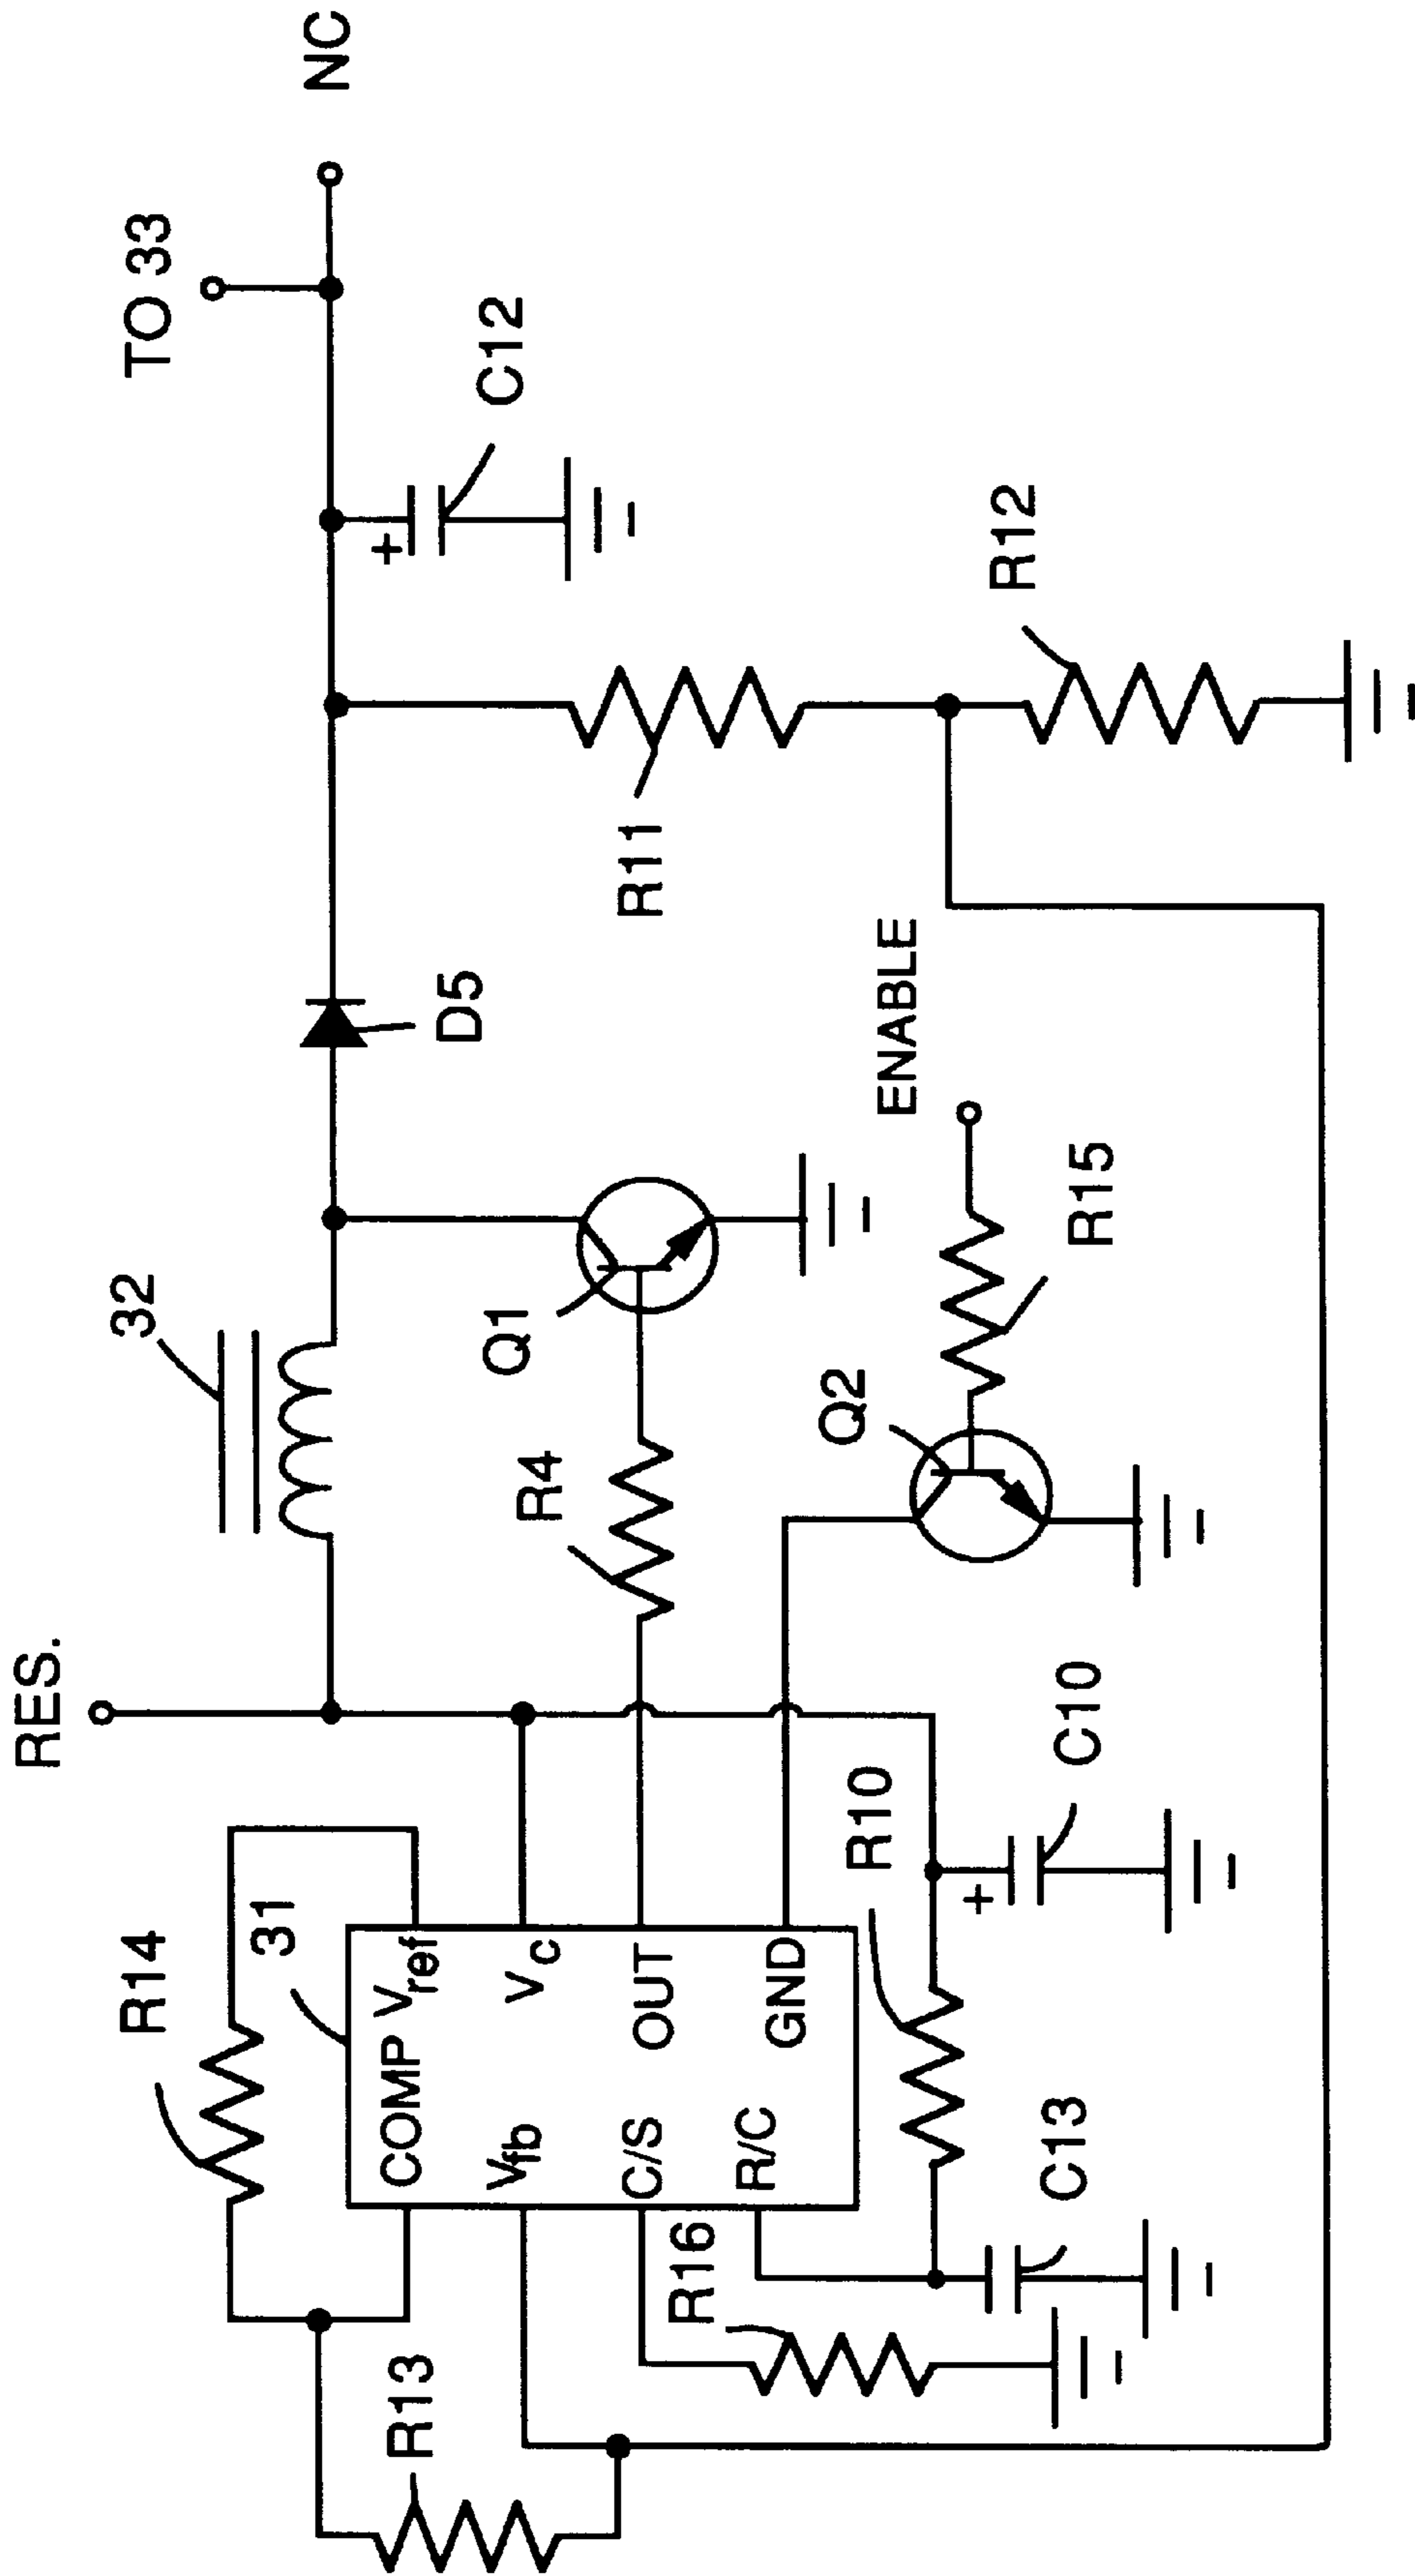 RES.
TO 33
NC
32
R14
31
D5
C12
COMP
Vref
Vfb
Vc
C/S
OUT
R/C
GND
R4
Q1
R11
R13
R16
R10
+
C10
Q2
ENABLE
R15
+
R12
C13